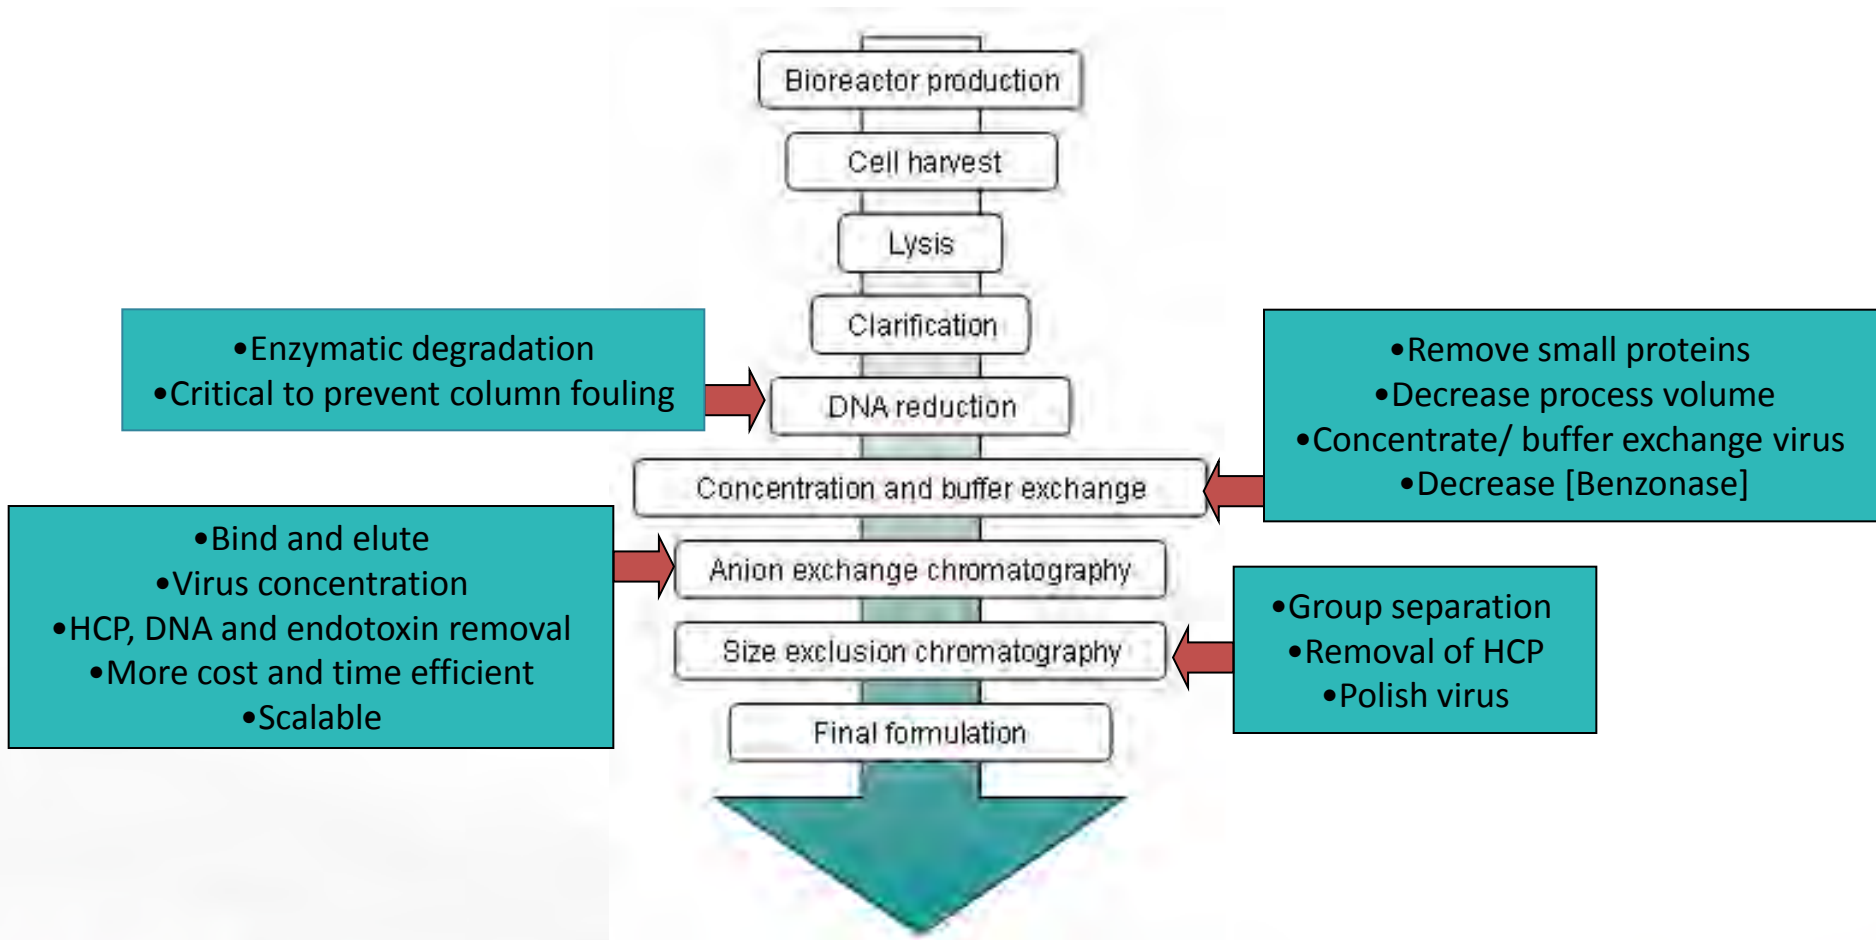 Bioreactor production
Cell harvest
Lysis
Clarification
•Enzymatic degradation
•Critical to prevent column fouling
DNA reduction
•Remove small proteins
•Decrease process volume
•Concentrate/ buffer exchange virus
•Decrease [Benzonase]
Concentration and buffer exchange
•Bind and elute
•Virus concentration
•HCP, DNA and endotoxin removal
•More cost and time efficient
•Scalable
Anion exchange chromatography
•Group separation
•Removal of HCP
•Polish virus
Size exclusion chromatography
Final formulation